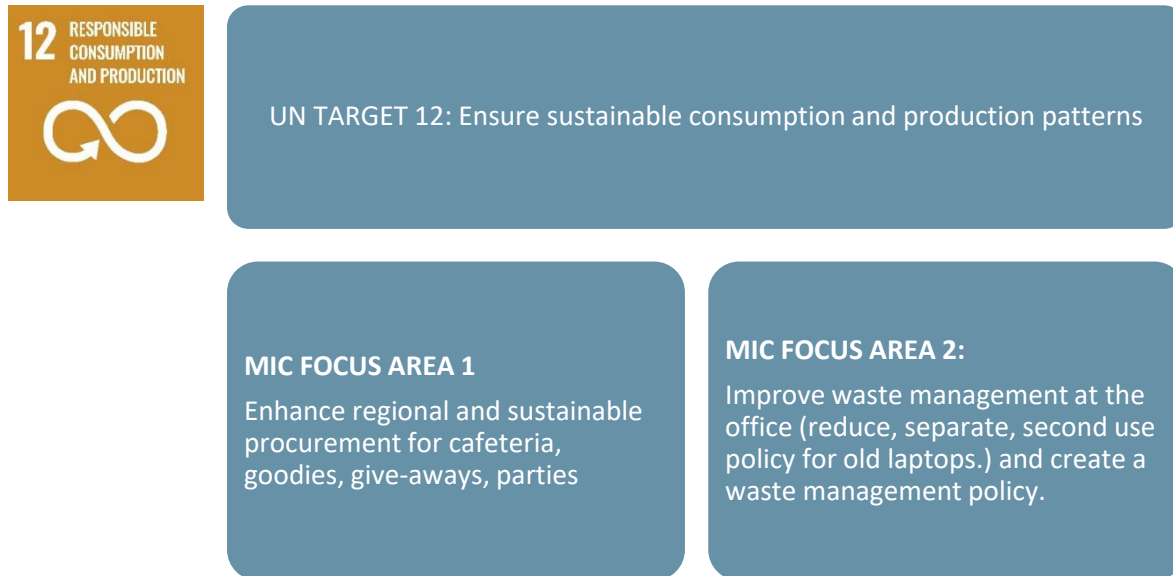 12 RESPONSIBLE
CONSUMPTION
AND PRODUCTION
UN TARGET 12: Ensure sustainable consumption and production patterns
MIC FOCUS AREA 1
Enhance regional and sustainable
procurement for cafeteria,
goodies, give-aways, parties
MIC FOCUS AREA 2:
Improve waste management at the
office (reduce, separate, second use
policy for old laptops.) and create a
waste management policy.